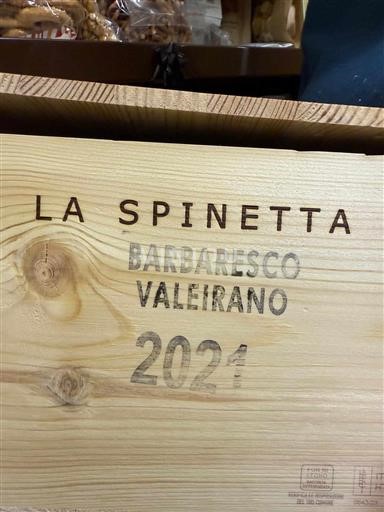 LA SPINETTA
BARBARESCO
VALEIRANO
2021